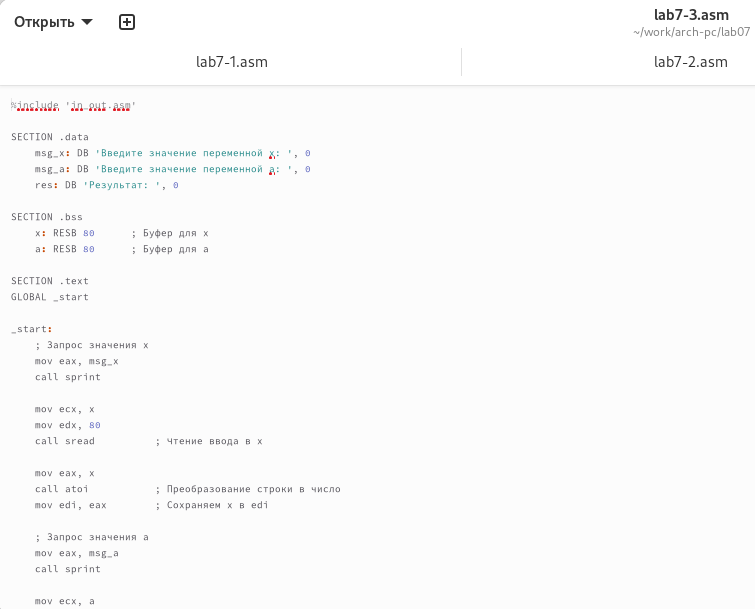 Открыть
lab7-3.asm
~/work/arch-pc/lab07
lab7-1.asm
lab7-2.asm
%include 'in_out.asm'
SECTION .data
msg_x: DB 'Введите значение переменной x: ', 0
msg_a: DB 'Введите значение переменной a: ', 0
res: DB 'Результат: ', 0
SECTION .bss
x: RESB 80 ; Буфер для x
a: RESB 80 ; Буфер для a
SECTION .text
GLOBAL _start
_start:
; Запрос значения x
mov eax, msg_x
call sprint
mov ecx, x
mov edx, 80
call sread ; Чтение ввода в x
mov eax, x
call atoi ; Преобразование строки в число
mov edi, eax ; Сохраняем x в edi
; Запрос значения a
mov eax, msg_a
call sprint
mov ecx, a